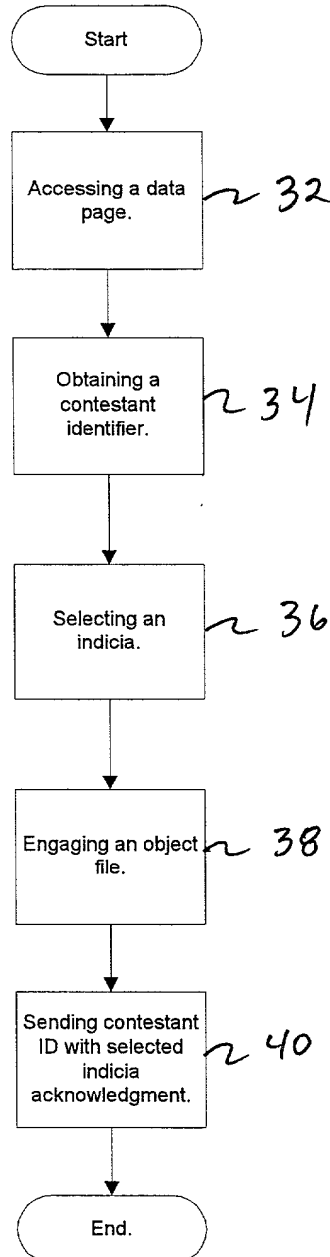 Start
Accessing a data
page.
32
Obtaining a
contestant
identifier.
34
Selecting an
indicia.
36
Engaging an object
file.
38
Sending contestant
ID with selected
indicia
acknowledgment.
40
End.